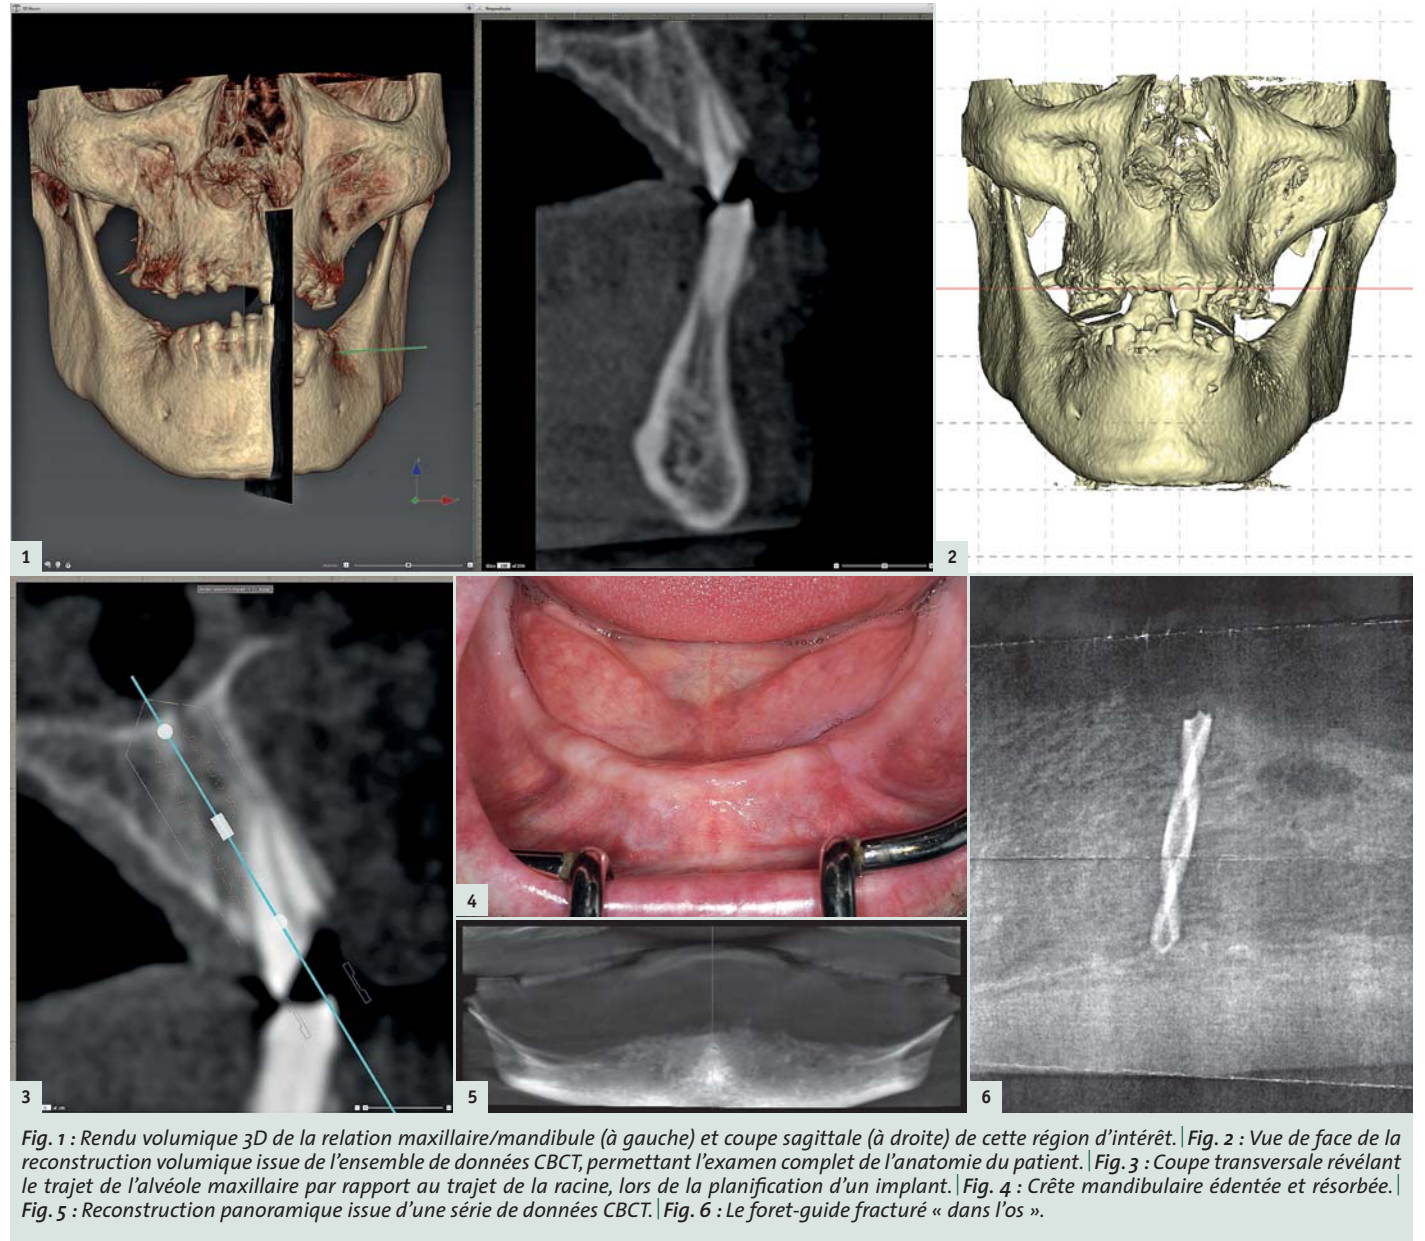 3D Volume
Perpendicular
1
2
3
4
5
6
Fig. 1 : Rendu volumique 3D de la relation maxillaire/mandibule (à gauche) et coupe sagittale (à droite) de cette région d’intérêt. | Fig. 2 : Vue de face de la
reconstruction volumique issue de l’ensemble de données CBCT, permettant l’examen complet de l’anatomie du patient. | Fig. 3 : Coupe transversale révélant
le trajet de l’alvéole maxillaire par rapport au trajet de la racine, lors de la planification d’un implant. | Fig. 4 : Crête mandibulaire édentée et résorbée. |
Fig. 5 : Reconstruction panoramique issue d’une série de données CBCT. | Fig. 6 : Le foret-guide fracturé « dans l’os ».